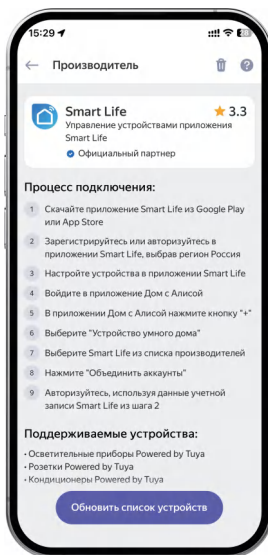 15:29
Производитель
Smart Life
3.3
Управление устройствами приложения
Smart Life
Официальный партнер
Процесс подключения:
1 Скачайте приложение Smart Life из Google Play
или App Store
2 Зарегистрируйтесь или авторизуйтесь в
приложении Smart Life, выбрав регион Россия
3 Настройте устройства в приложении Smart Life
4 Войдите в приложение Дом с Алисой
5 В приложении Дом с Алисой нажмите кнопку "+"
6 Выберите "Устройство умного дома"
7 Выберите Smart Life из списка производителей
8 Нажмите "Объединить аккаунты"
9 Авторизуйтесь, используя данные учетной
записи Smart Life из шага 2
Поддерживаемые устройства:
• Осветительные приборы Powered by Tuya
• Розетки Powered by Tuya
• Кондиционеры Powered by Tuya
Обновить список устройств